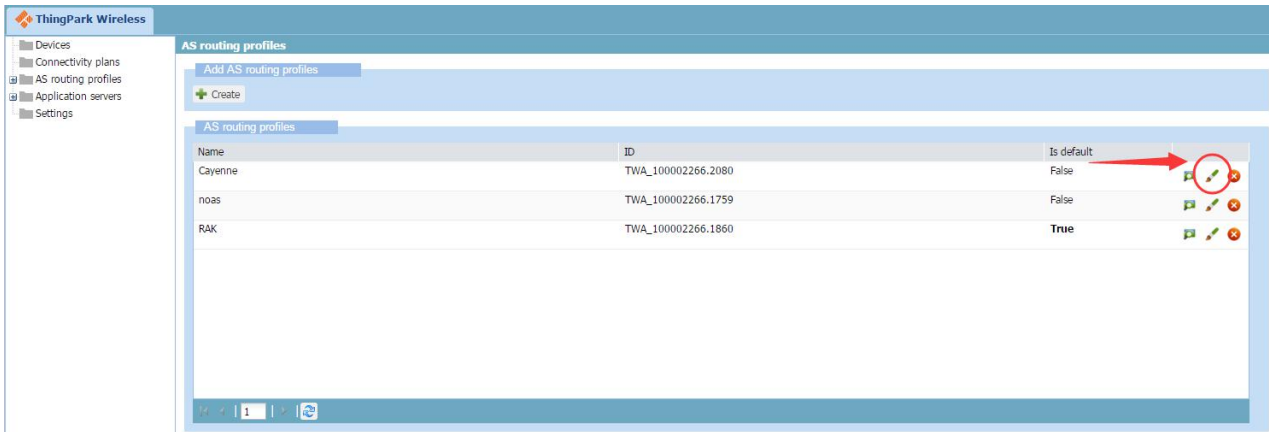 ThingPark Wireless
Devices
Connectivity plans
AS routing profiles
Application servers
Settings
AS routing profiles
Add AS routing profiles
Create
AS routing profiles
Name ID Is default
Cayenne TWA_100002266.2080 False
noas TWA_100002266.1759 False
RAK TWA_100002266.1860 True
1